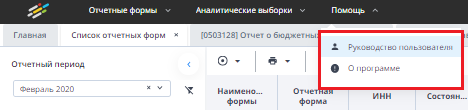 Отчетные формы Аналитические выборки Помощь
Главная Список отчетных форм [0503128] Отчет о бюджетны
Руководство пользователя
О программе
Отчетный период
Февраль 2020
Наимено... формы Отчетная форма ИНН Состоян...